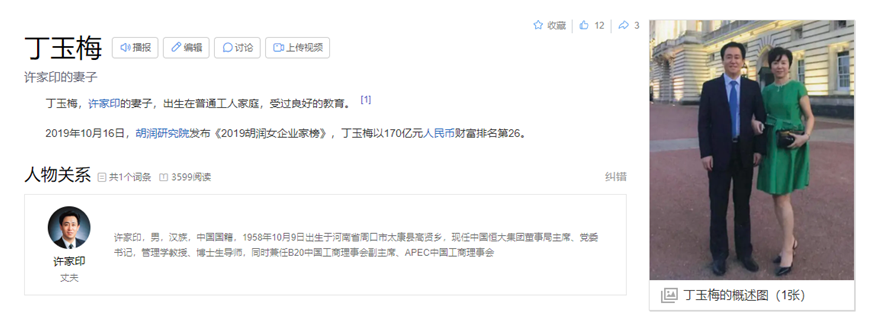 收藏 12 3
丁玉梅 播报 编辑 讨论 上传视频
许家印的妻子
丁玉梅，许家印的妻子，出生在普通工人家庭，受过良好的教育。 [1]
2019年10月16日，胡润研究院发布《2019胡润女企业家榜》，丁玉梅以170亿元人民币财富排名第26。
人物关系 共1个词条 3599阅读 纠错
许家印
丈夫
许家印，男，汉族，中国国籍，1958年10月9日出生于河南省周口市太康县高贤乡，现任中国恒大集团董事局主席、党委
书记，管理学教授、博士生导师，同时兼任B20中国工商理事会副主席、APEC中国工商理事会
丁玉梅的概述图（1张）